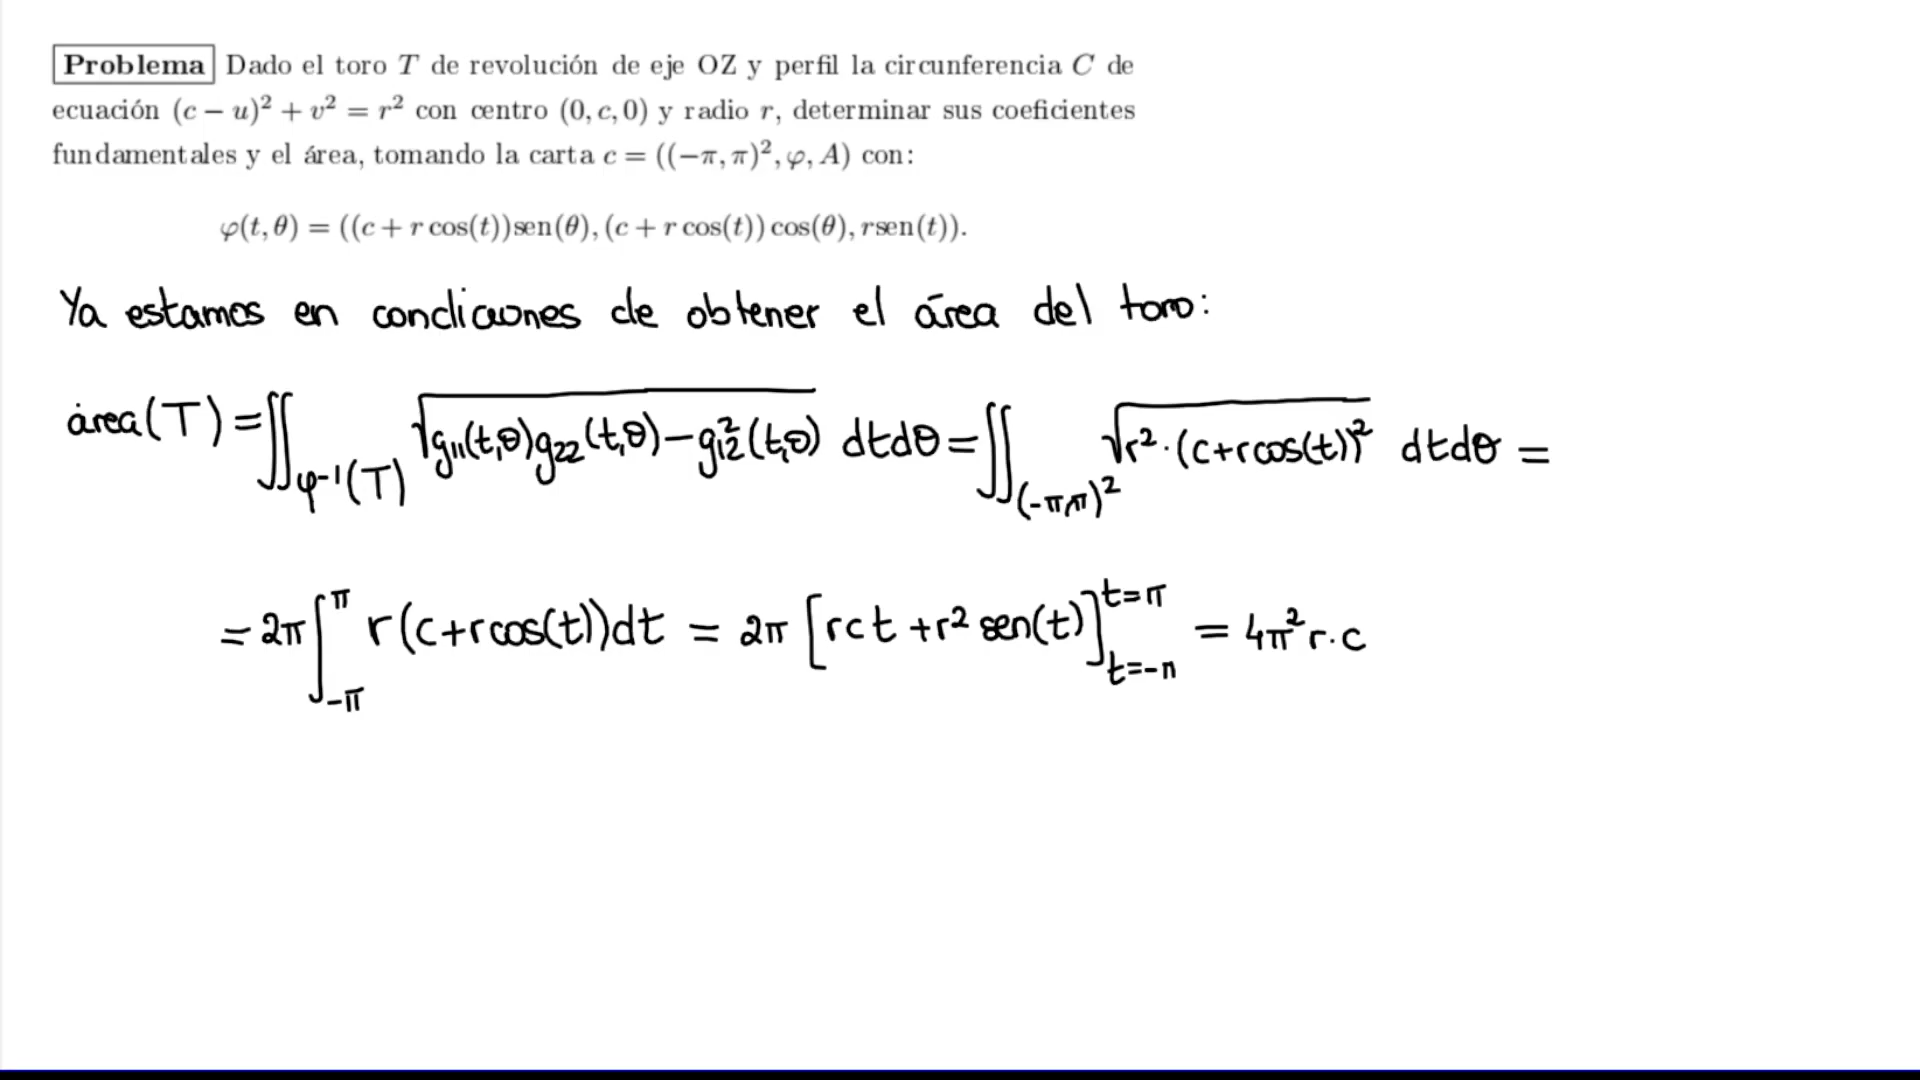 Problema Dado el toro T de revolución de eje OZ y perfil la circunferencia C de
ecuación (c − u)² + v² = r² con centro (0, c, 0) y radio r, determinar sus coeficientes
fundamentales y el área, tomando la carta c = ((−π, π)², φ, A) con:
φ(t, θ) = ((c + r cos(t))sen(θ), (c + r cos(t)) cos(θ), rsen(t)).
Ya estamos en condiciones de obtener el área del toro:
área(T) = ∬_{φ⁻¹(T)} √(g₁₁(t,θ)g₂₂(t,θ) − g₁₂²(t,θ)) dtdθ = ∬_{(-π,π)²} √(r²·(c+rcos(t))²) dtdθ =
= 2π ∫_{-π}^{π} r(c+rcos(t))dt = 2π [rct + r² sen(t)]_{t=-π}^{t=π} = 4π²r·c